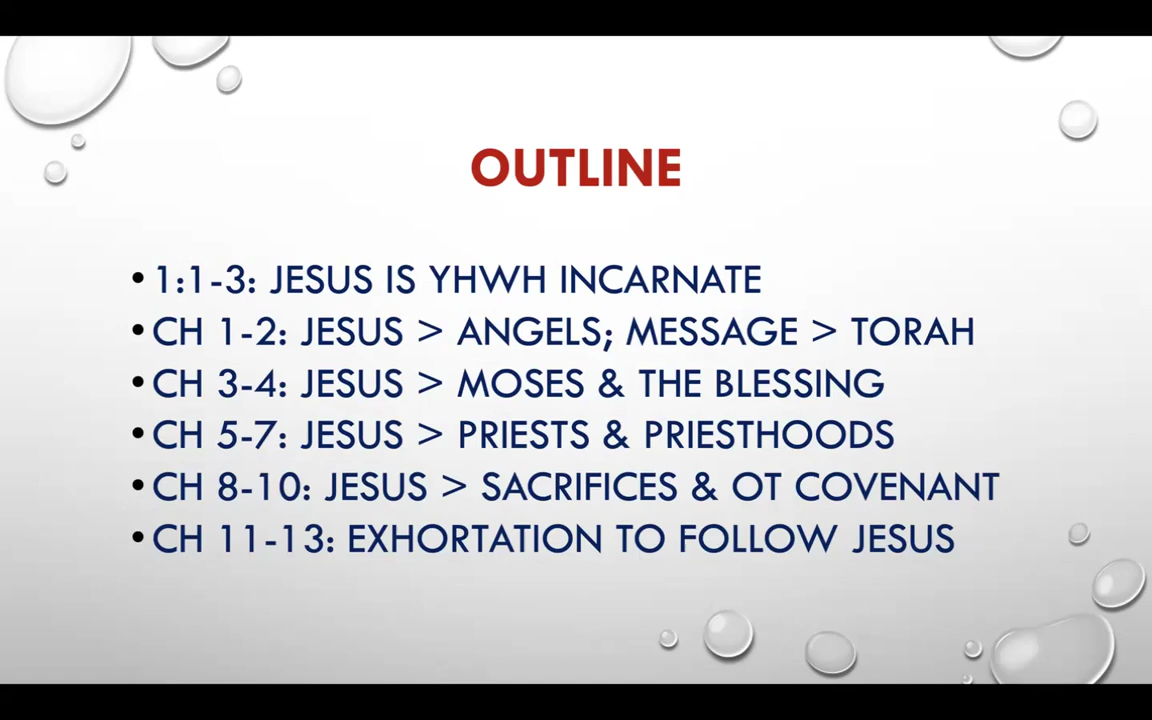 OUTLINE
• 1:1-3: JESUS IS YHWH INCARNATE
• CH 1-2: JESUS > ANGELS; MESSAGE > TORAH
• CH 3-4: JESUS > MOSES & THE BLESSING
• CH 5-7: JESUS > PRIESTS & PRIESTHOODS
• CH 8-10: JESUS > SACRIFICES & OT COVENANT
• CH 11-13: EXHORTATION TO FOLLOW JESUS